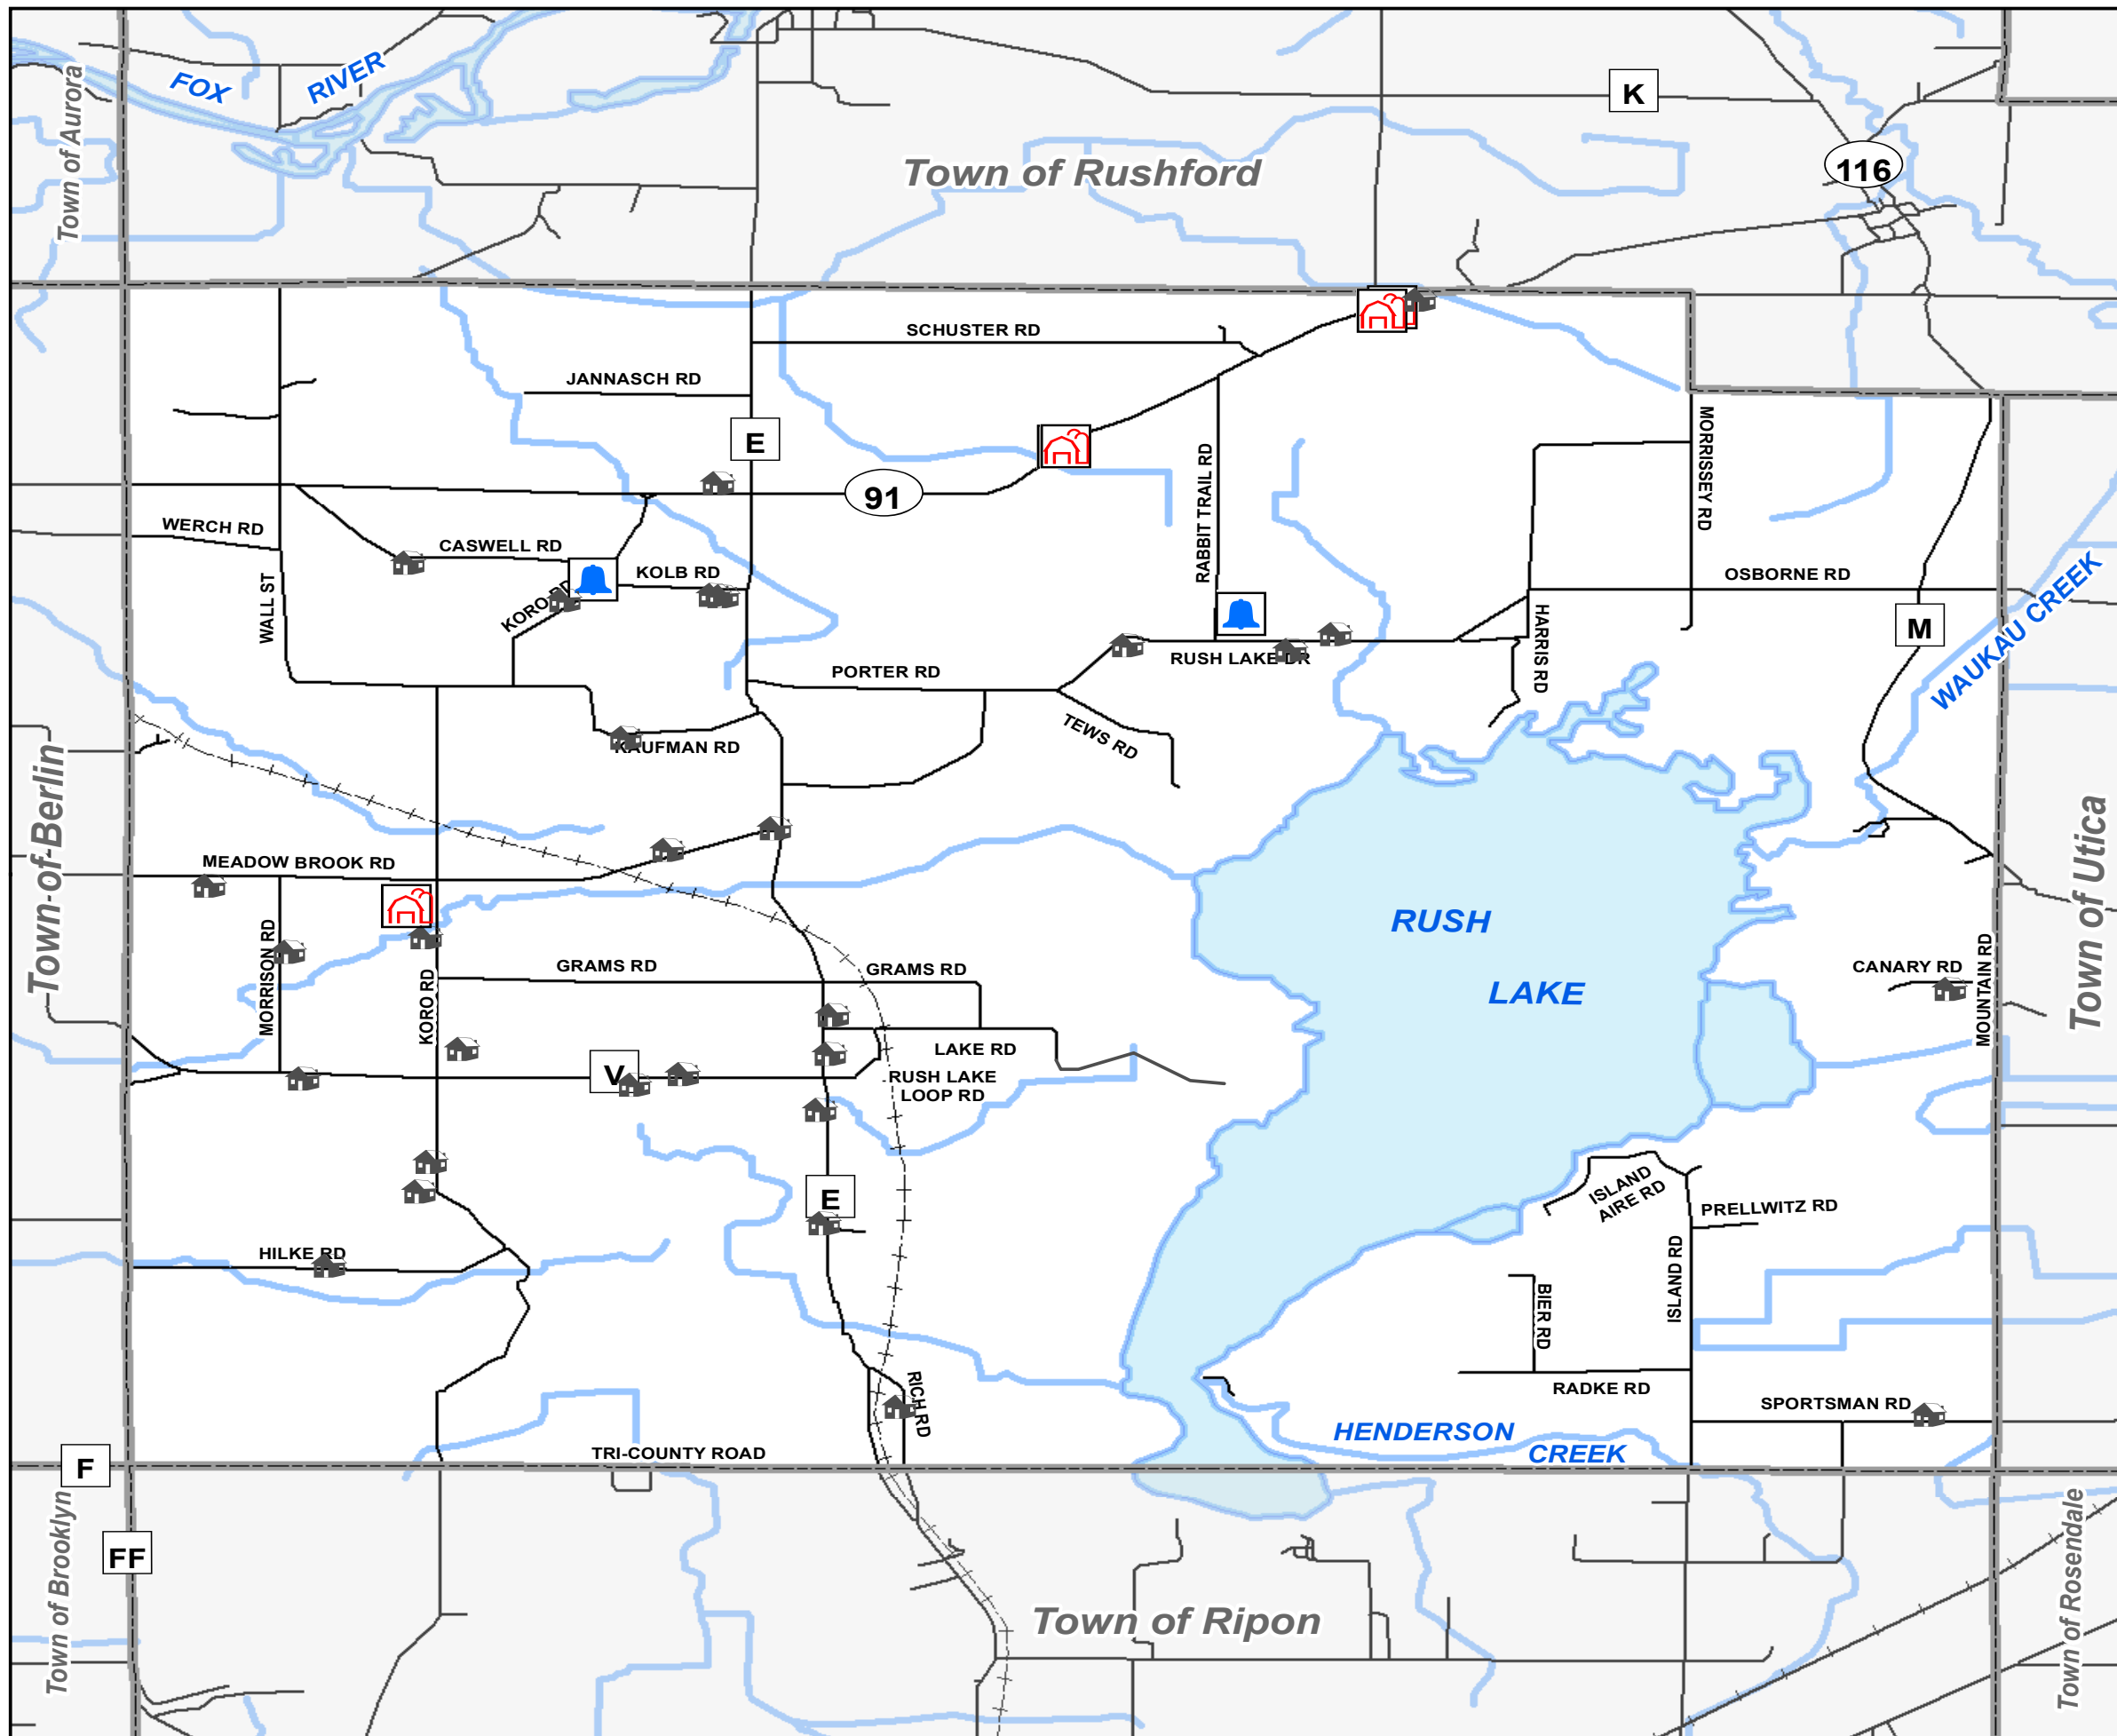 FOX
RIVER
Town of Aurora
K
Town of Rushford
116
SCHUSTER RD
JANNASCH RD
E
MORRISSEY RD
RABBIT TRAIL RD
91
WERCH RD
CASWELL RD
KOLB RD
OSBORNE RD
WALL ST
KORO RD
HARRIS RD
M
WAUKAU CREEK
RUSH LAKE DR
PORTER RD
TEWS RD
KAUFMAN RD
Town-of-Berlin
Town of Utica
MEADOW BROOK RD
RUSH
LAKE
MORRISON RD
KORO RD
GRAMS RD
GRAMS RD
CANARY RD
MOUNTAIN RD
LAKE RD
V
RUSH LAKE
LOOP RD
E
ISLAND
AIRE RD
PRELLWITZ RD
HILKE RD
ISLAND RD
BIER RD
RICH RD
RADKE RD
SPORTSMAN RD
HENDERSON
CREEK
TRI-COUNTY ROAD
F
FF
Town of Brooklyn
Town of Ripon
Town of Rosendale